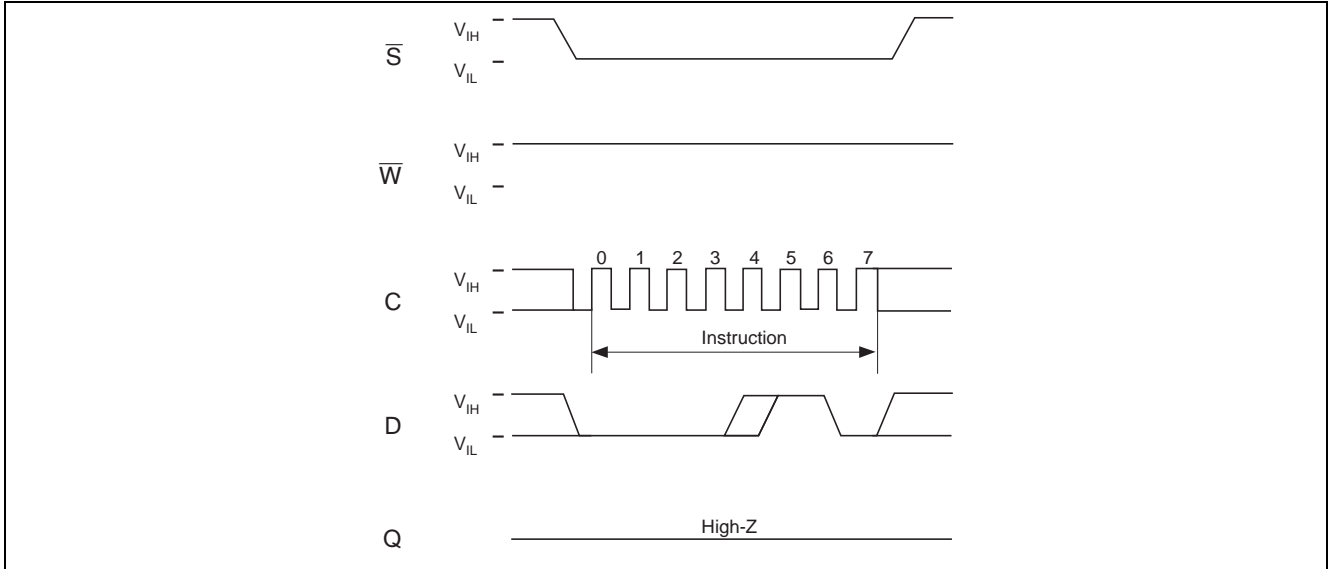 S̅
V_IH
V_IL
W̅
V_IH
V_IL
C
V_IH
V_IL
0 1 2 3 4 5 6 7
Instruction
D
V_IH
V_IL
Q
High-Z